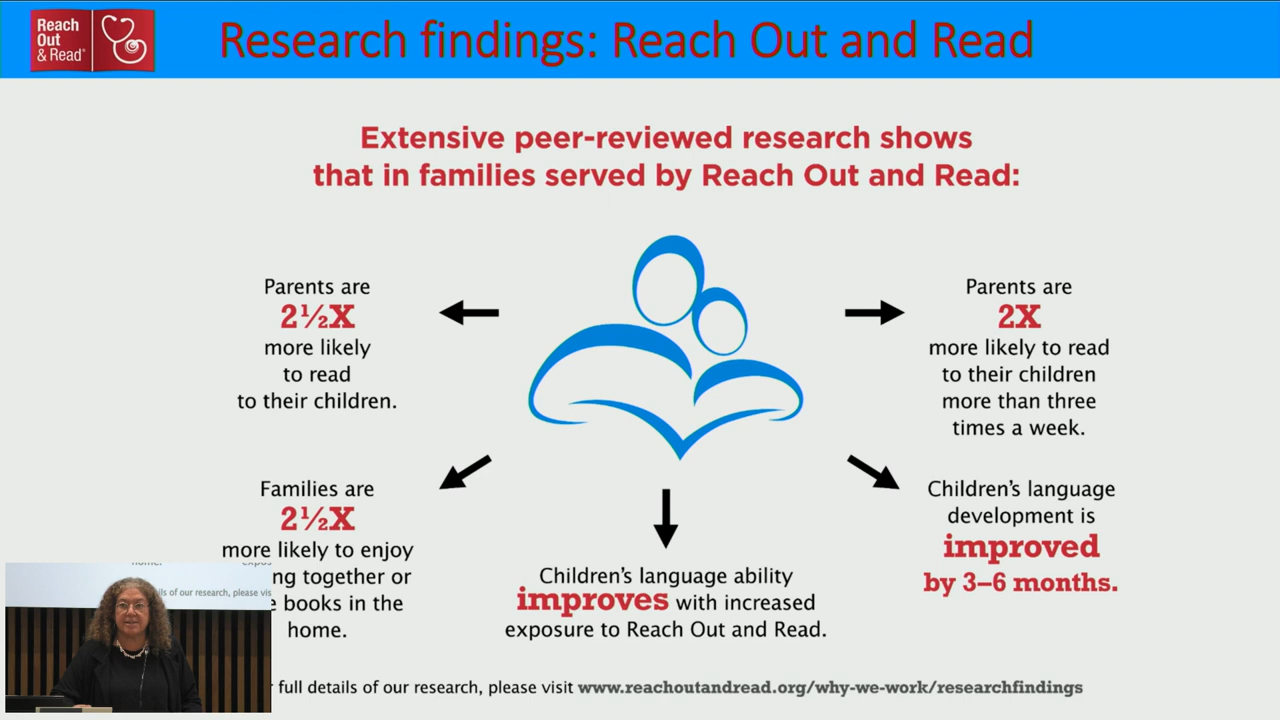 Reach
Out
& Read®
Research findings: Reach Out and Read
Extensive peer-reviewed research shows
that in families served by Reach Out and Read:
Parents are
2½X
more likely
to read
to their children.
Parents are
2X
more likely to read
to their children
more than three
times a week.
Families are
2½X
more likely to enjoy
together or
books in the
home.
Children's language ability
improves with increased
exposure to Reach Out and Read.
Children's language
development is
improved
by 3–6 months.
of our research, please
full details of our research, please visit www.reachoutandread.org/why-we-work/researchfindings